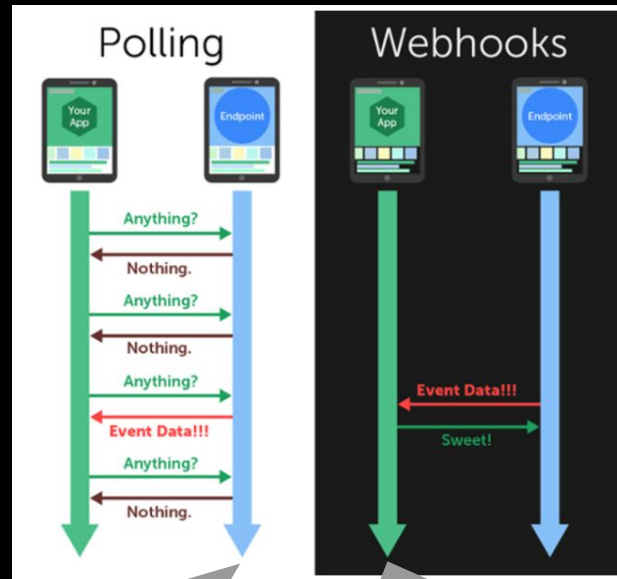 Polling
Your
App
Endpoint
Anything?
Nothing.
Anything?
Nothing.
Anything?
Event Data!!!
Anything?
Nothing.
Webhooks
Your
App
Endpoint
Event Data!!!
Sweet!